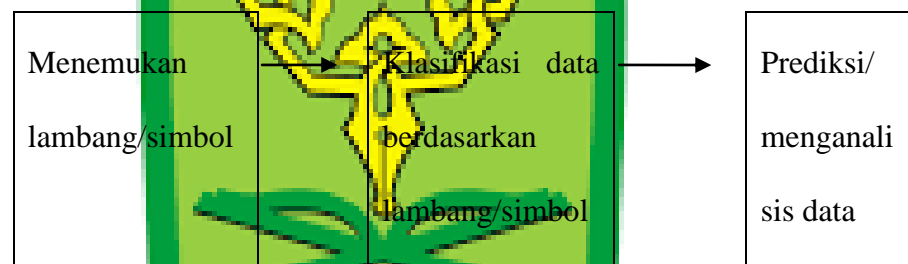 Menemukan
lambang/simbol
Klasifikasi data
berdasarkan
lambang/simbol
Prediksi/
menganali
sis data